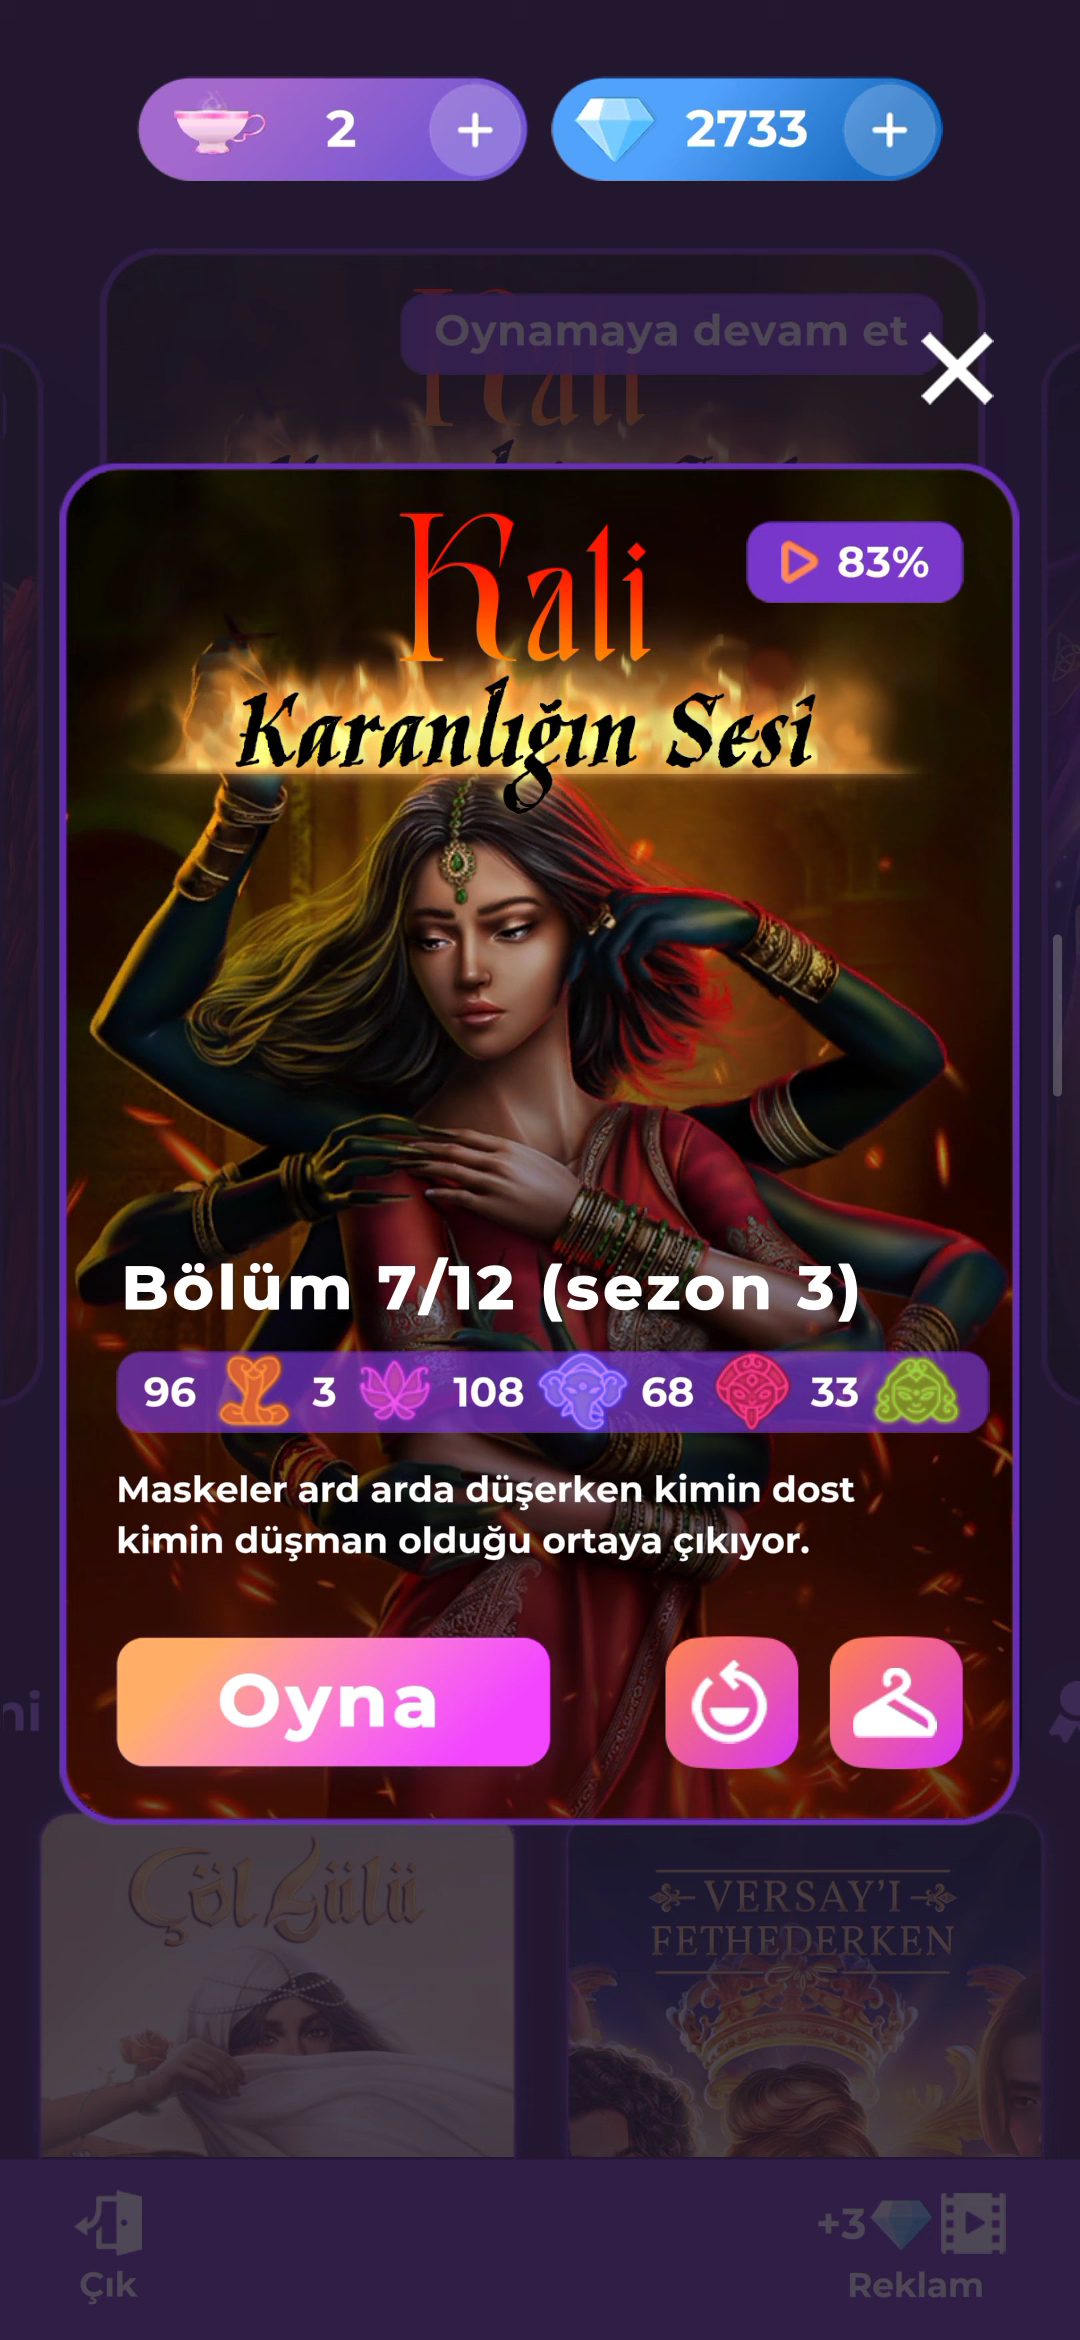 2
2733
Oynamaya devam et
Kali
Kali
83%
Karanlığın Sesi
Bölüm 7/12 (sezon 3)
96 3 108 68 33
Maskeler ard arda düşerken kimin dost
kimin düşman olduğu ortaya çıkıyor.
Oyna
ni
Çöl Gülü
VERSAY'I
FETHEDERKEN
+3
Çık
Reklam